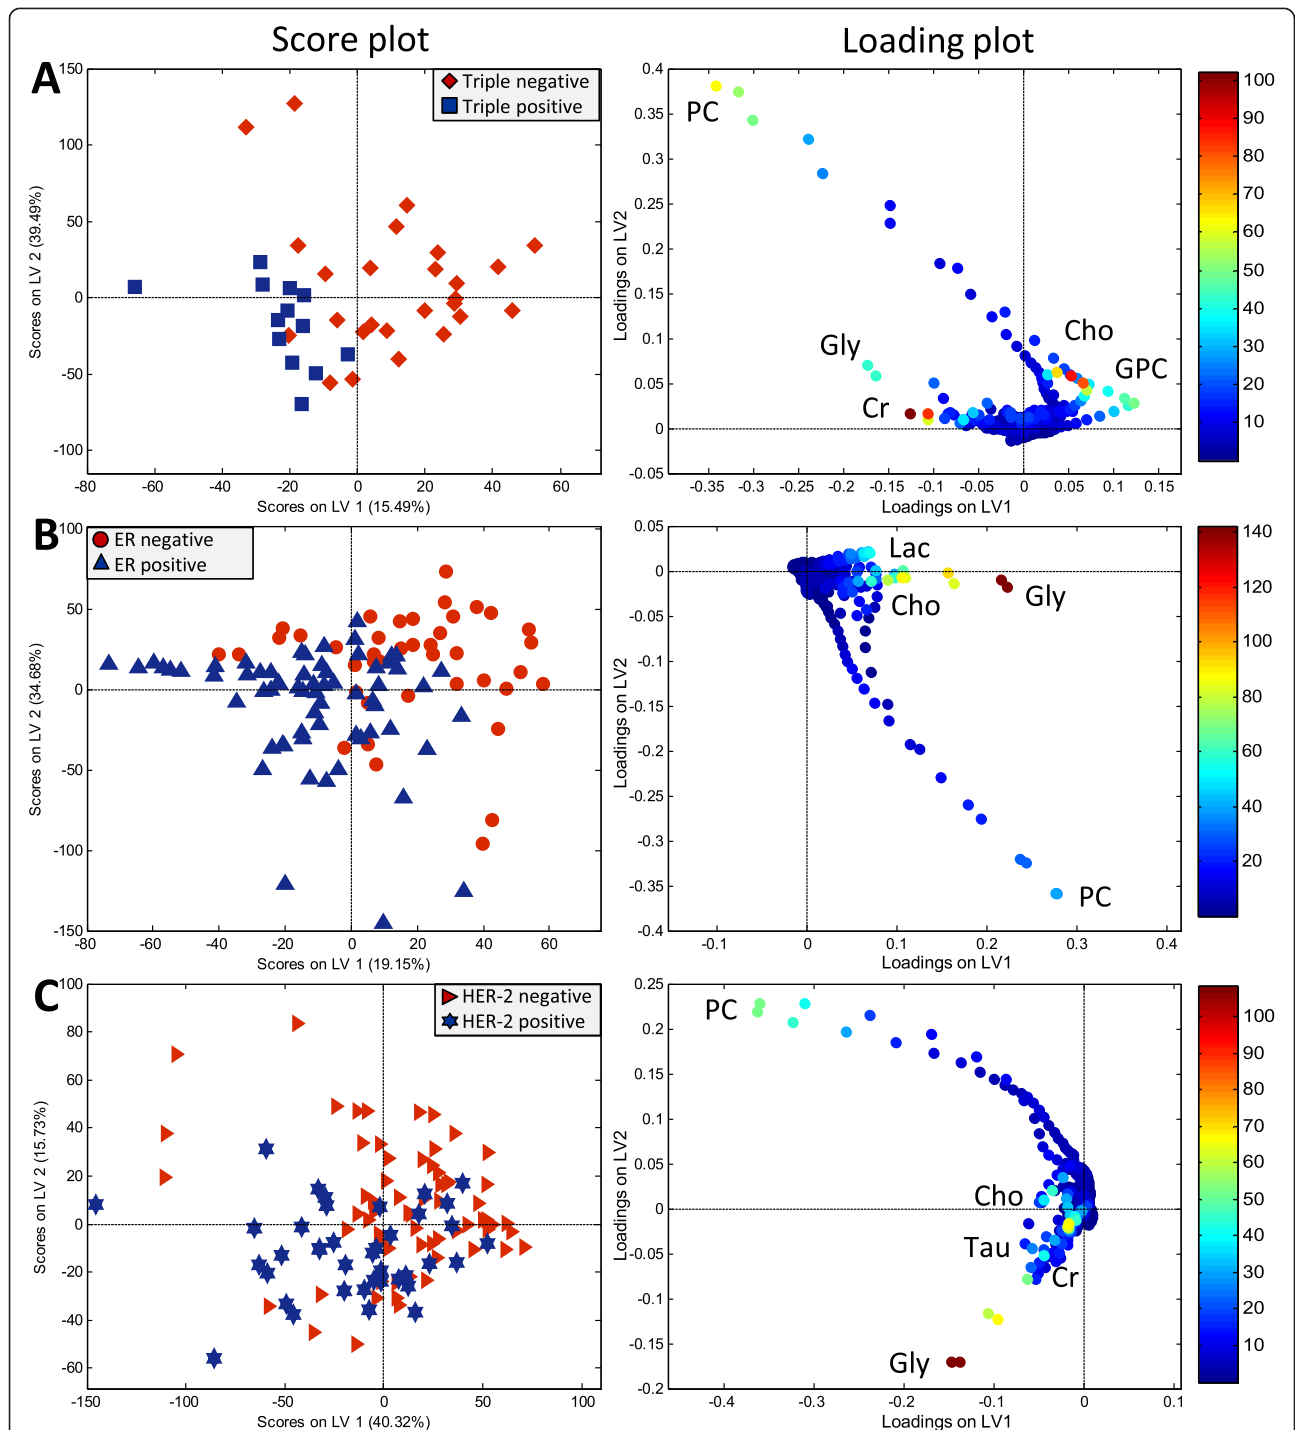 Score plot
Loading plot
A
Triple negative
Triple positive
150
100
50
0
-50
-100
-80 -60 -40 -20 0 20 40 60
Scores on LV 2 (39.49%)
Scores on LV 1 (15.49%)
0.4
0.35
0.3
0.25
0.2
0.15
0.1
0.05
0
-0.05
-0.35 -0.3 -0.25 -0.2 -0.15 -0.1 -0.05 0 0.05 0.1 0.15
Loadings on LV2
Loadings on LV1
PC
Gly
Cr
Cho
GPC
100
90
80
70
60
50
40
30
20
10
B
ER negative
ER positive
100
50
0
-50
-100
-150
-80 -60 -40 -20 0 20 40 60
Scores on LV 2 (34.68%)
Scores on LV 1 (19.15%)
0.05
0
-0.05
-0.1
-0.15
-0.2
-0.25
-0.3
-0.35
-0.4
-0.1 0 0.1 0.2 0.3 0.4
Loadings on LV2
Loadings on LV1
Lac
Cho
Gly
PC
140
120
100
80
60
40
20
C
HER-2 negative
HER-2 positive
100
80
60
40
20
0
-20
-40
-60
-150 -100 -50 0 50 100
Scores on LV 2 (15.73%)
Scores on LV 1 (40.32%)
0.25
0.2
0.15
0.1
0.05
0
-0.05
-0.1
-0.15
-0.2
-0.4 -0.3 -0.2 -0.1 0 0.1
Loadings on LV2
Loadings on LV1
PC
Cho
Tau
Cr
Gly
100
90
80
70
60
50
40
30
20
10